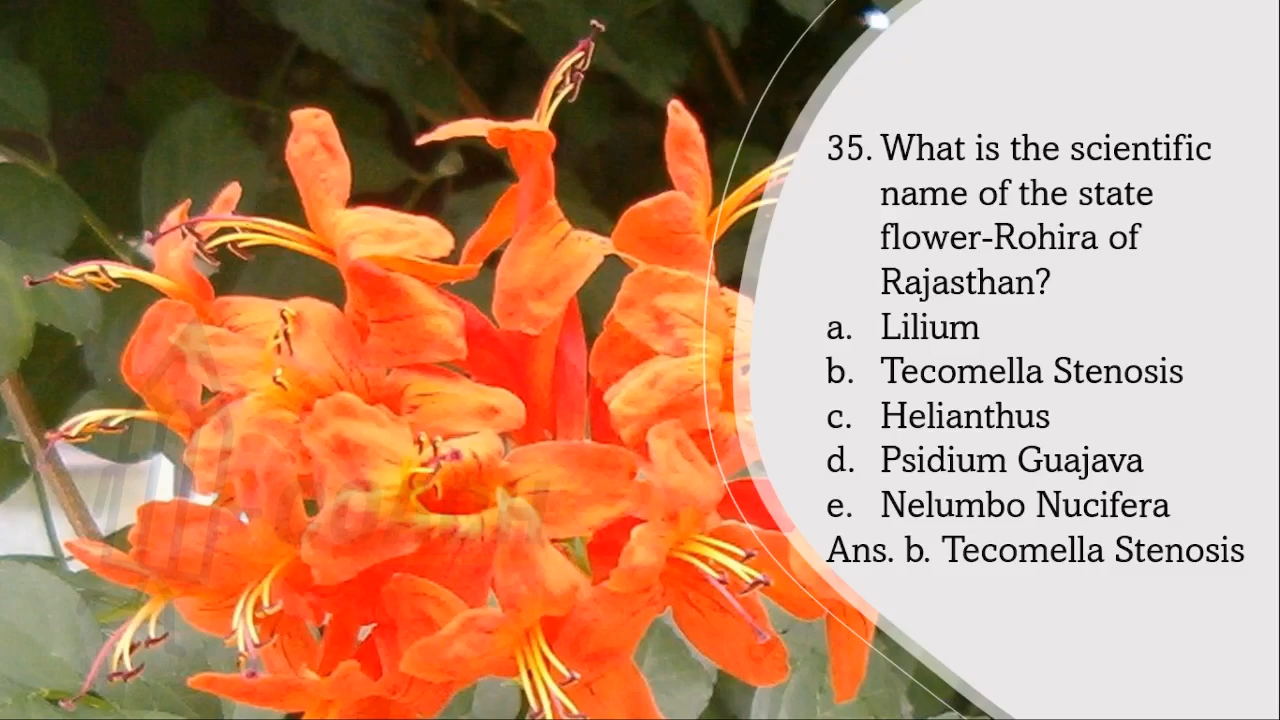 35. What is the scientific
name of the state
flower-Rohira of
Rajasthan?
a. Lilium
b. Tecomella Stenosis
c. Helianthus
d. Psidium Guajava
e. Nelumbo Nucifera
Ans. b. Tecomella Stenosis